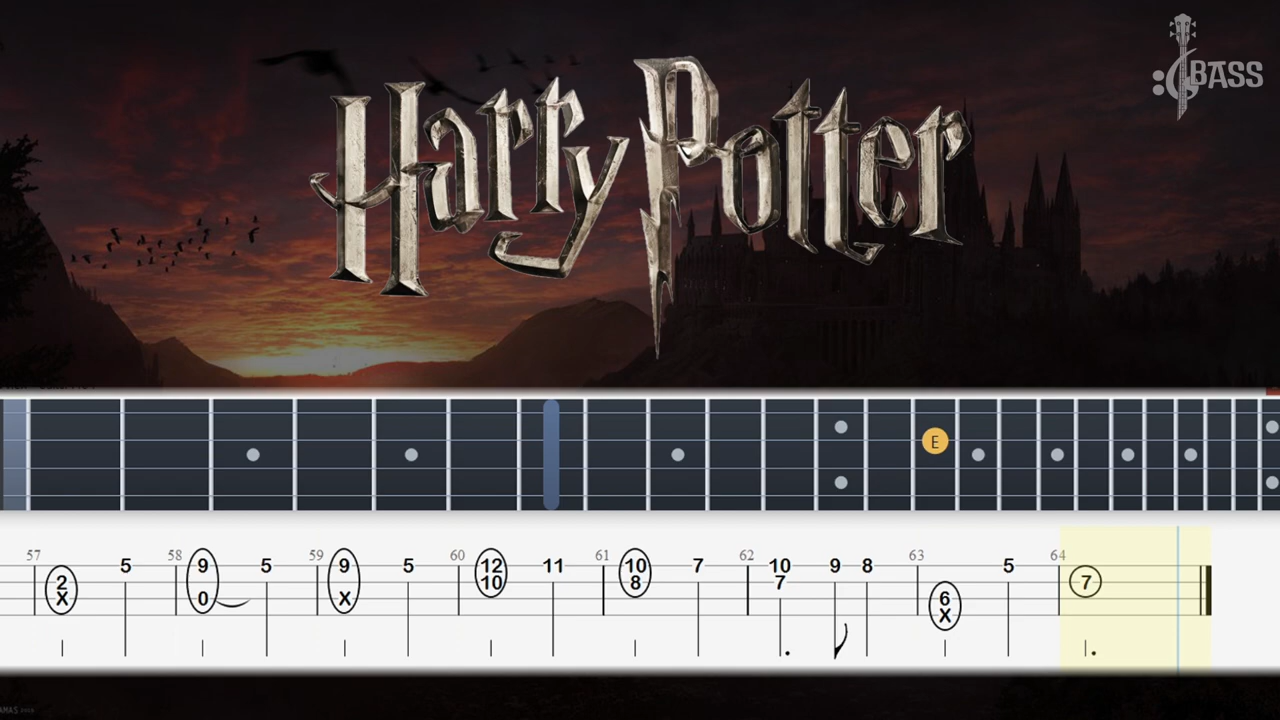 Harry Potter
BASS
E
57 58 59 60 61 62 63 64
5 9 5 9 5 12 11 10 7 10 9 8 5
2 10 8 7 7
X 0 X 6
X